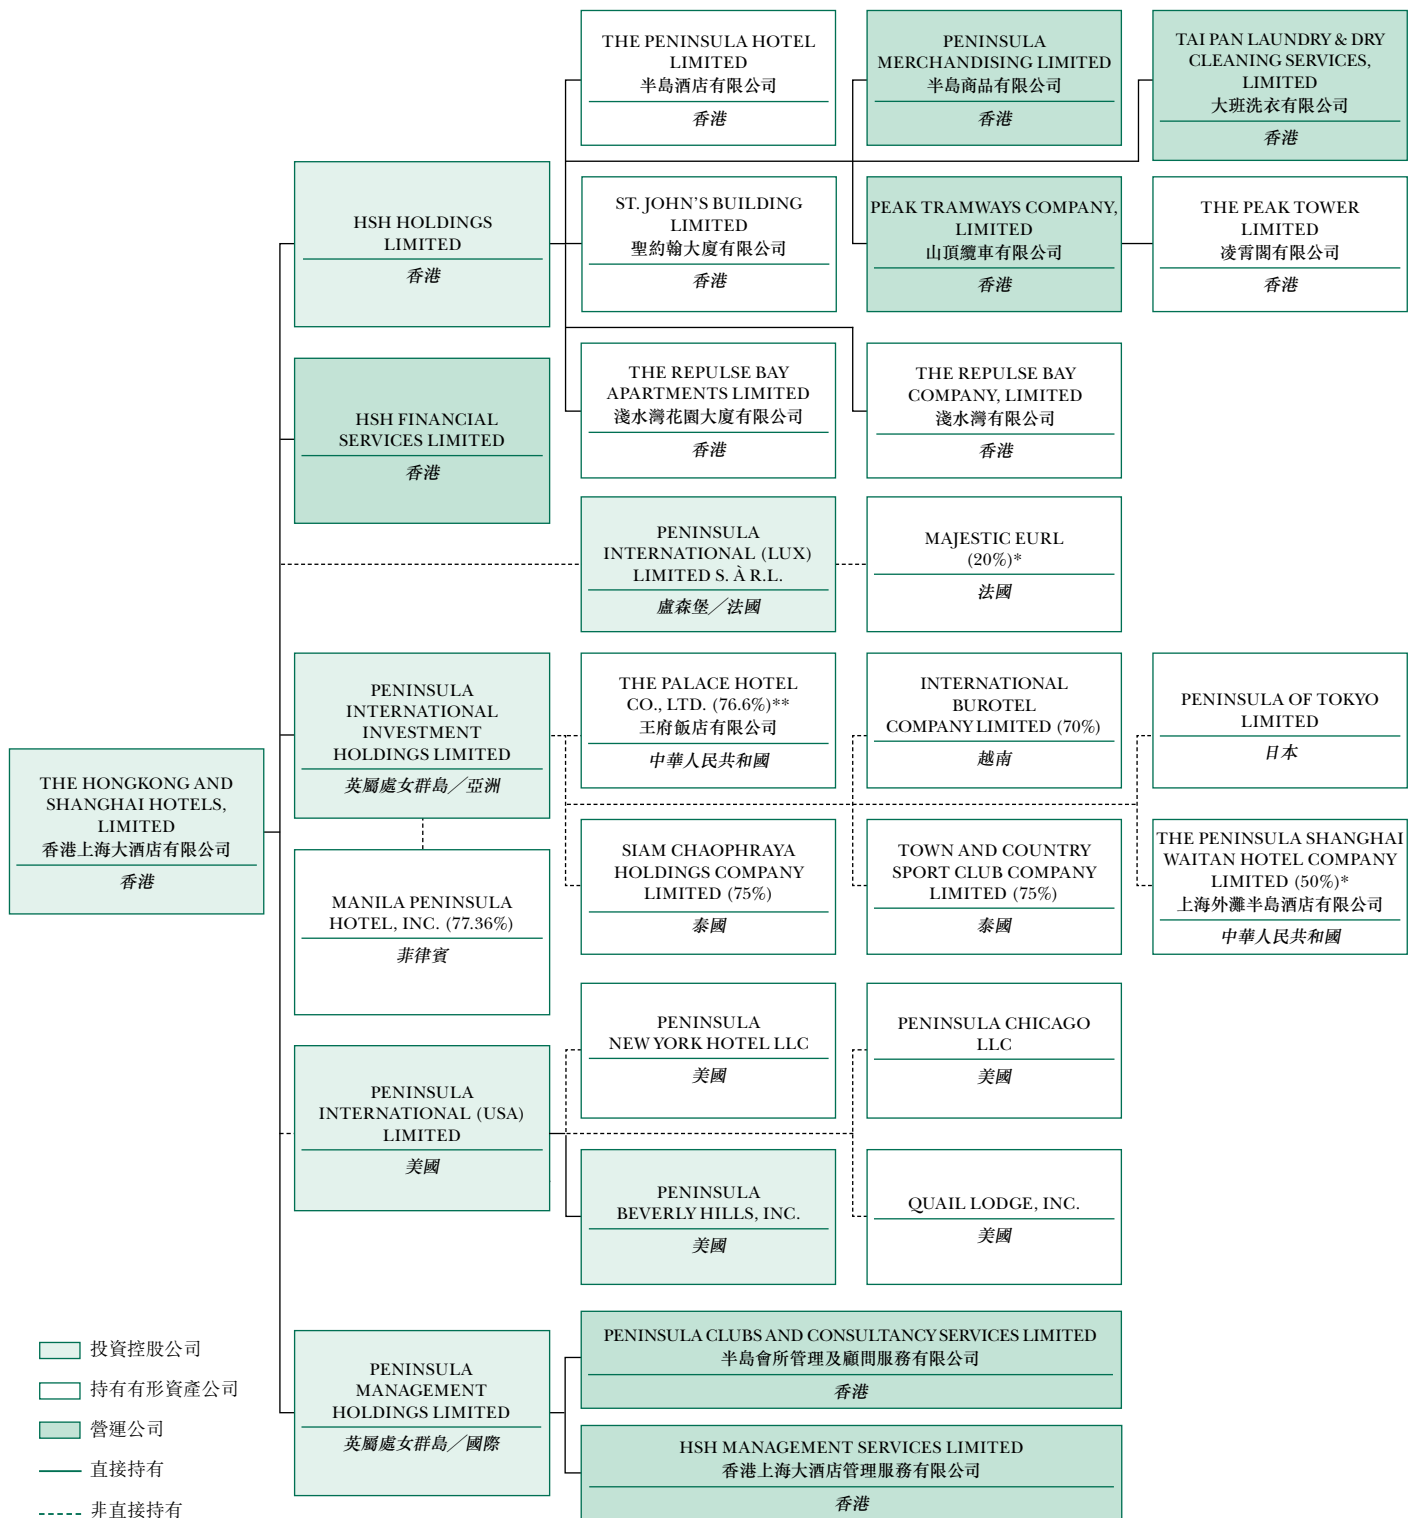 THE PENINSULA HOTEL
LIMITED
半島酒店有限公司
香港
PENINSULA
MERCHANDISING LIMITED
半島商品有限公司
香港
TAI PAN LAUNDRY & DRY
CLEANING SERVICES,
LIMITED
大班洗衣有限公司
香港
HSH HOLDINGS
LIMITED
香港
ST. JOHN'S BUILDING
LIMITED
聖約翰大廈有限公司
香港
PEAK TRAMWAYS COMPANY,
LIMITED
山頂纜車有限公司
香港
THE PEAK TOWER
LIMITED
凌霄閣有限公司
香港
HSH FINANCIAL
SERVICES LIMITED
香港
THE REPULSE BAY
APARTMENTS LIMITED
淺水灣花園大廈有限公司
香港
THE REPULSE BAY
COMPANY, LIMITED
淺水灣有限公司
香港
PENINSULA
INTERNATIONAL (LUX)
LIMITED S. À R.L.
盧森堡／法國
MAJESTIC EURL
(20%)*
法國
PENINSULA
INTERNATIONAL
INVESTMENT
HOLDINGS LIMITED
英屬處女群島／亞洲
THE PALACE HOTEL
CO., LTD. (76.6%)**
王府飯店有限公司
中華人民共和國
INTERNATIONAL
BUROTEL
COMPANY LIMITED (70%)
越南
PENINSULA OF TOKYO
LIMITED
日本
THE HONGKONG AND
SHANGHAI HOTELS,
LIMITED
香港上海大酒店有限公司
香港
MANILA PENINSULA
HOTEL, INC. (77.36%)
菲律賓
SIAM CHAOPHRAYA
HOLDINGS COMPANY
LIMITED (75%)
泰國
TOWN AND COUNTRY
SPORT CLUB COMPANY
LIMITED (75%)
泰國
THE PENINSULA SHANGHAI
WAITAN HOTEL COMPANY
LIMITED (50%)*
上海外灘半島酒店有限公司
中華人民共和國
PENINSULA
INTERNATIONAL (USA)
LIMITED
美國
PENINSULA
NEW YORK HOTEL LLC
美國
PENINSULA CHICAGO
LLC
美國
PENINSULA
BEVERLY HILLS, INC.
美國
QUAIL LODGE, INC.
美國
PENINSULA
MANAGEMENT
HOLDINGS LIMITED
英屬處女群島／國際
PENINSULA CLUBS AND CONSULTANCY SERVICES LIMITED
半島會所管理及顧問服務有限公司
香港
HSH MANAGEMENT SERVICES LIMITED
香港上海大酒店管理服務有限公司
香港
投資控股公司
持有有形資產公司
營運公司
直接持有
非直接持有